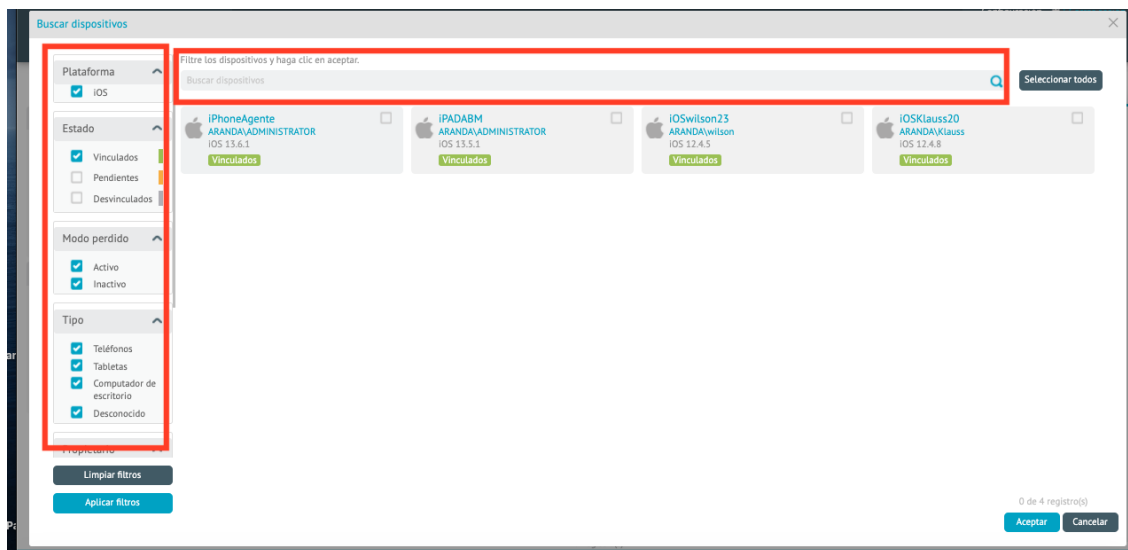 Buscar dispositivos
Plataforma
iOS
Estado
Vinculados
Pendientes
Desvinculados
Modo perdido
Activo
Inactivo
Tipo
Teléfonos
Tabletas
Computador de
escritorio
Desconocido
Propietario
Limpiar filtros
Aplicar filtros
Filtre los dispositivos y haga clic en aceptar.
Buscar dispositivos
Seleccionar todos
iPhoneAgente
ARANDA\ADMINISTRATOR
iOS 13.6.1
Vinculados
iPADABM
ARANDA\ADMINISTRATOR
iOS 13.5.1
Vinculados
iOSwilson23
ARANDA\wilson
iOS 12.4.5
Vinculados
iOSKlauss20
ARANDA\Klauss
iOS 12.4.8
Vinculados
0 de 4 registro(s)
Aceptar
Cancelar